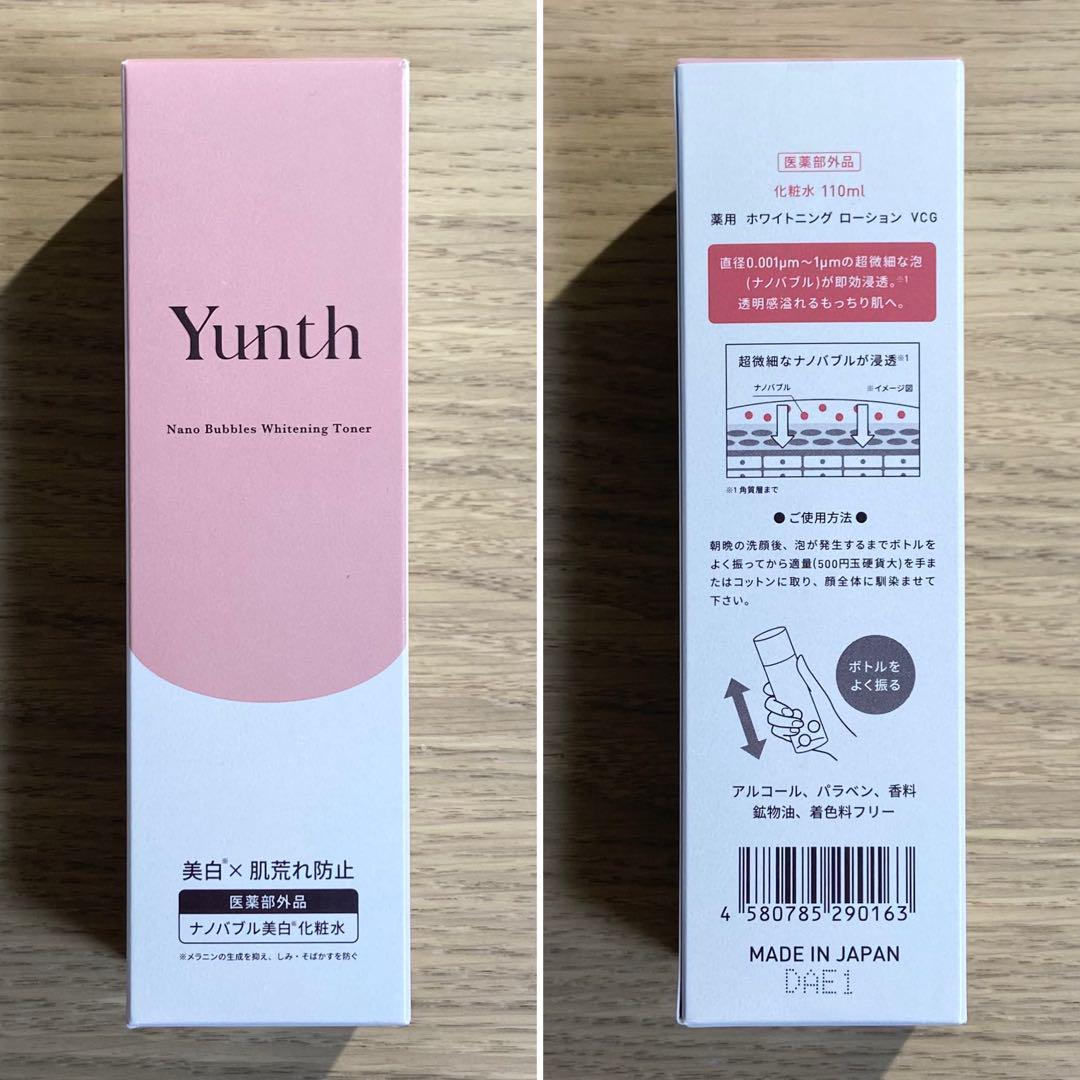 Yunth
Nano Bubbles Whitening Toner
美白※× 肌荒れ防止
医薬部外品
ナノバブル美白※化粧水
※メラニンの生成を抑え、しみ・そばかすを防ぐ
医薬部外品
化粧水 110ml
薬用 ホワイトニング ローション VCG
直径0.001μm〜1μmの超微細な泡
(ナノバブル)が即効浸透。※1
透明感溢れるもっちり肌へ。
超微細なナノバブルが浸透※1
ナノバブル ※イメージ図
※1 角質層まで
● ご使用方法 ●
朝晩の洗顔後、泡が発生するまでボトルを
よく振ってから適量(500円玉硬貨大)を手ま
たはコットンに取り、顔全体に馴染ませて
下さい。
ボトルを
よく振る
アルコール、パラベン、香料
鉱物油、着色料フリー
4 580785 290163
MADE IN JAPAN
DAE1